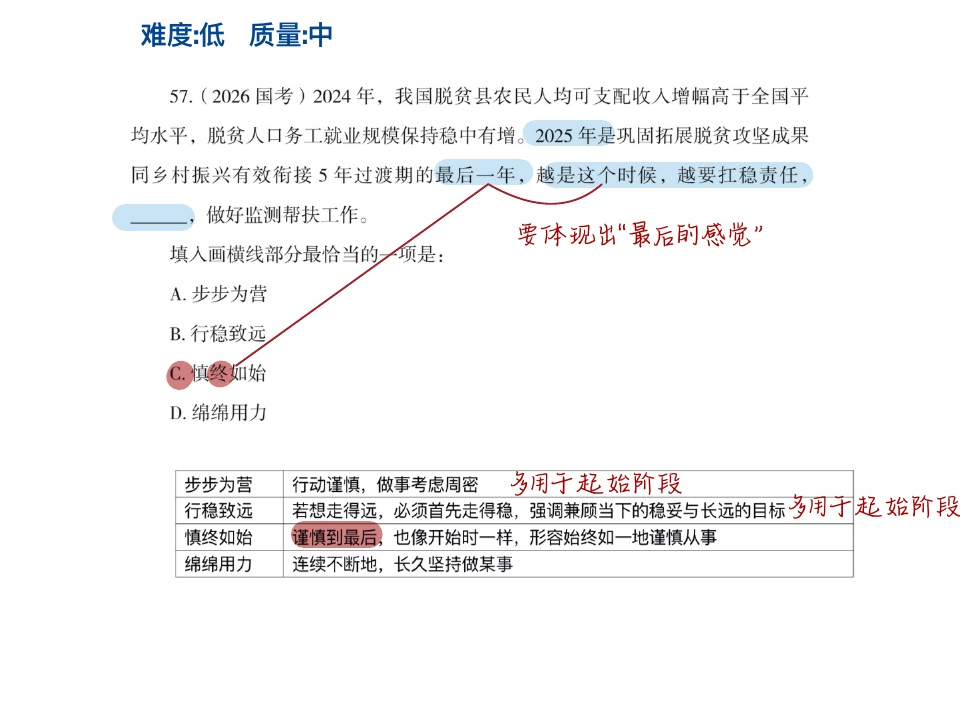 难度:低 质量:中
57.（2026 国考）2024 年，我国脱贫县农民人均可支配收入增幅高于全国平
均水平，脱贫人口务工就业规模保持稳中有增。2025 年是巩固拓展脱贫攻坚成果
同乡村振兴有效衔接 5 年过渡期的最后一年，越是这个时候，越要扛稳责任，
______，做好监测帮扶工作。
要体现出“最后的感觉”
填入画横线部分最恰当的一项是：
A. 步步为营
B. 行稳致远
C. 慎终如始
D. 绵绵用力
步步为营 行动谨慎，做事考虑周密 多用于起始阶段
行稳致远 若想走得远，必须首先走得稳，强调兼顾当下的稳妥与长远的目标 多用于起始阶段
慎终如始 谨慎到最后，也像开始时一样，形容始终如一地谨慎从事
绵绵用力 连续不断地，长久坚持做某事